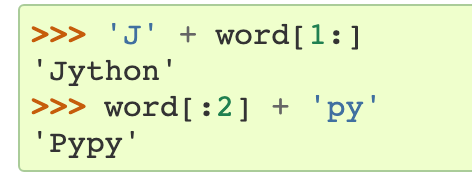 >>> 'J' + word[1:]
'Jython'
>>> word[:2] + 'py'
'Pypy'